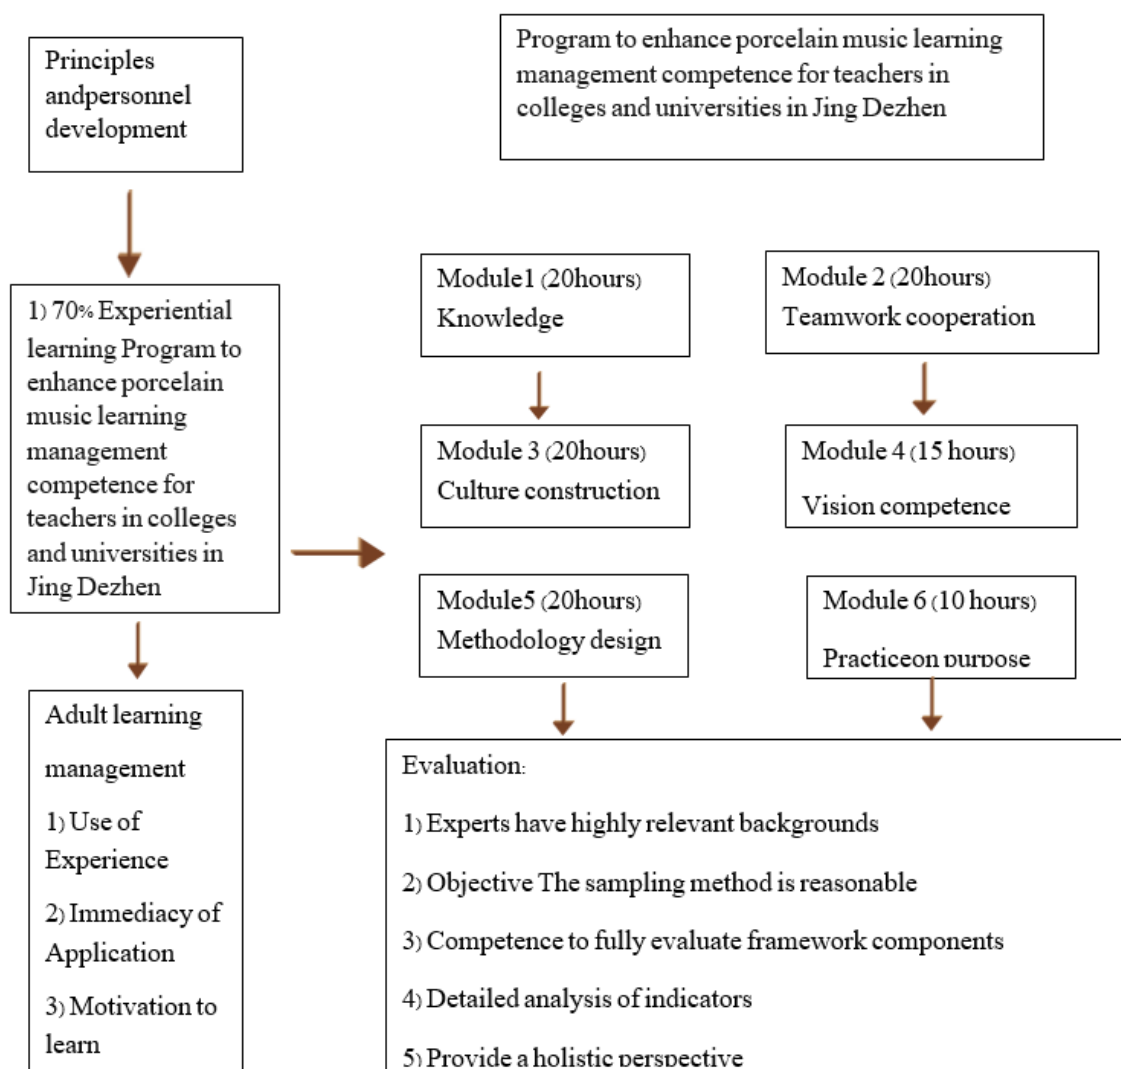 Principles
andpersonnel
development
Program to enhance porcelain music learning
management competence for teachers in
colleges and universities in Jing Dezhen
1) 70% Experiential
learning Program to
enhance porcelain
music learning
management
competence for
teachers in colleges
and universities in
Jing Dezhen
Module1 (20hours)
Knowledge
Module 2 (20hours)
Teamwork cooperation
Module 3 (20hours)
Culture construction
Module 4 (15 hours)
Vision competence
Module5 (20hours)
Methodology design
Module 6 (10 hours)
Practiceon purpose
Adult learning
management
1) Use of
Experience
2) Immediacy of
Application
3) Motivation to
learn
Evaluation:
1) Experts have highly relevant backgrounds
2) Objective The sampling method is reasonable
3) Competence to fully evaluate framework components
4) Detailed analysis of indicators
5) Provide a holistic perspective